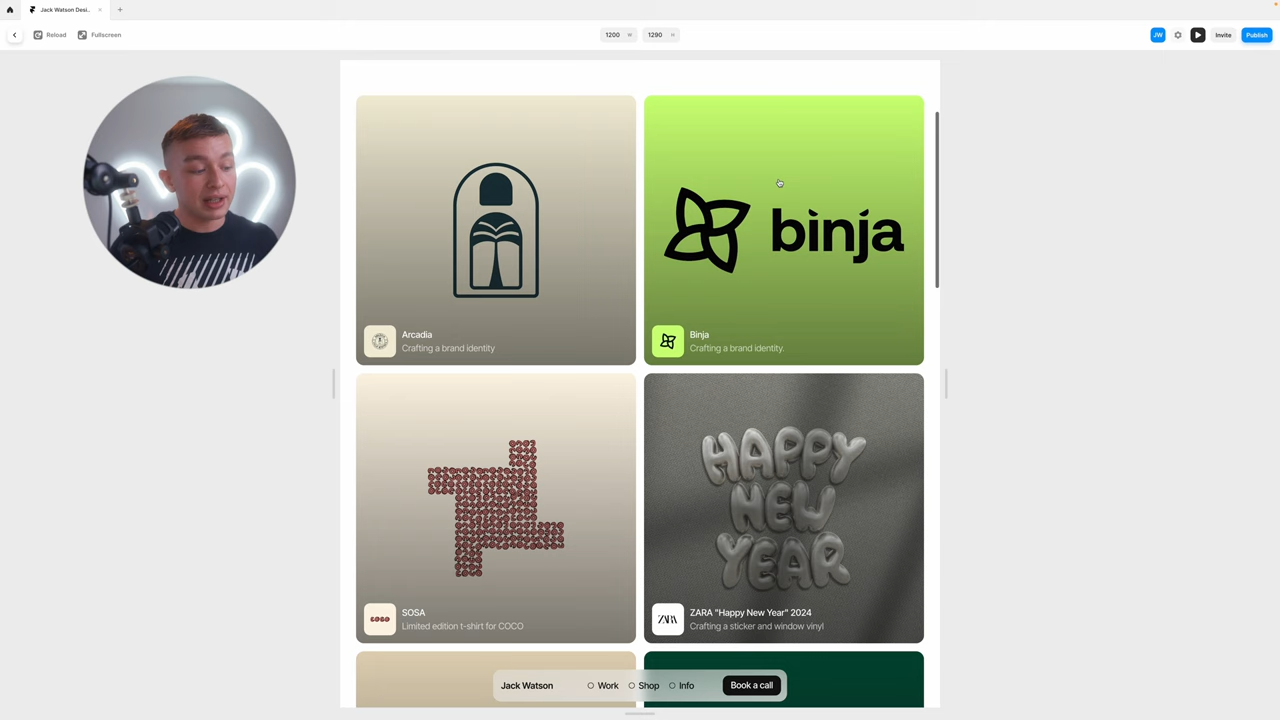 Jack Watson Desi..
Reload
Fullscreen
1200 W
1290 H
JW
Invite
Publish
binja
Arcadia
Crafting a brand identity
Binja
Crafting a brand identity.
HAPPY
NEW
YEAR
SOSA
Limited edition t-shirt for COCO
ZARA
ZARA "Happy New Year" 2024
Crafting a sticker and window vinyl
Jack Watson
Work
Shop
Info
Book a call